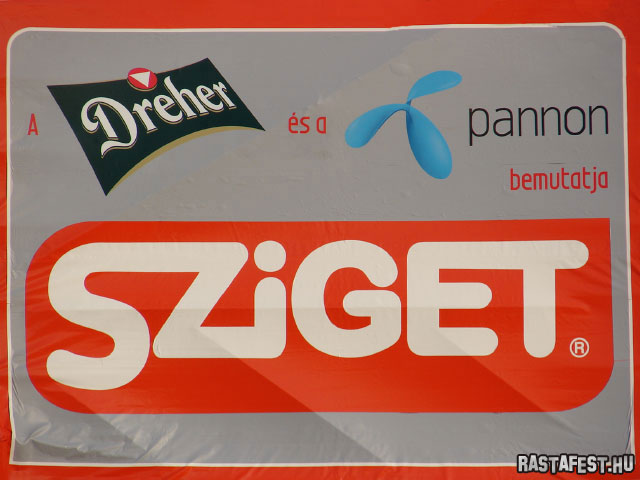 A Dreher és a pannon
bemutatja
SZiGET ®
RASTAFEST.HU